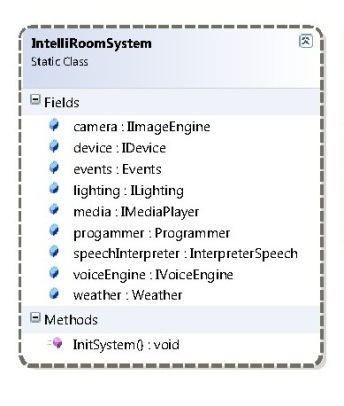 IntelliRoomSystem
Static Class
Fields
camera : IImageEngine
device : IDevice
events : Events
lighting : ILighting
media : IMediaPlayer
progammer : Programmer
speechInterpreter : InterpreterSpeech
voiceEngine : IVoiceEngine
weather : Weather
Methods
InitSystem() : void